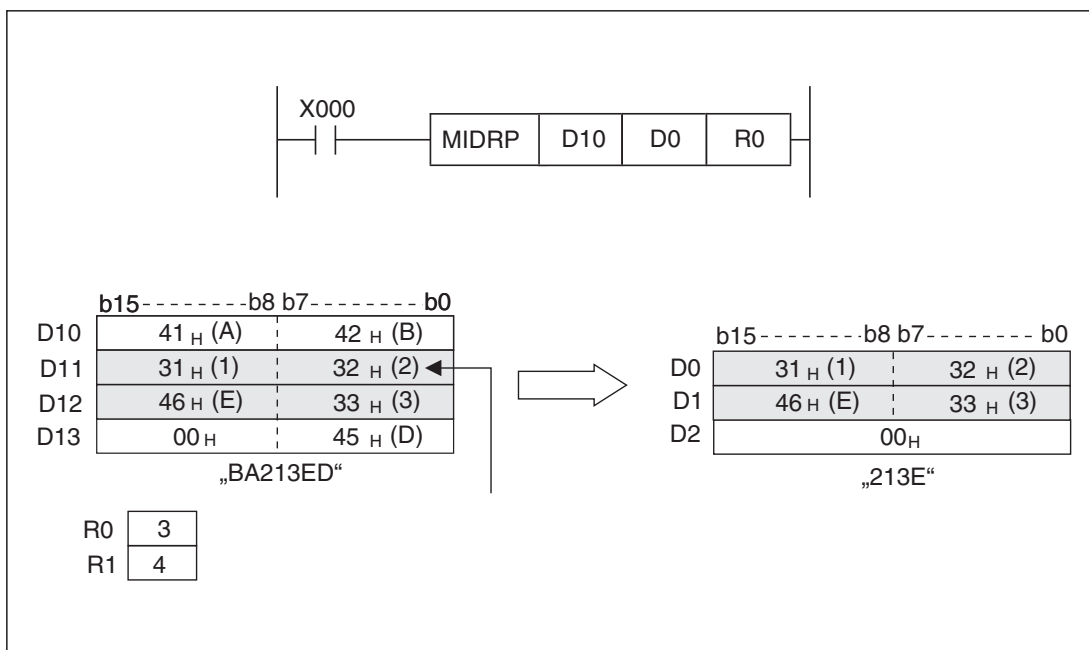 X000
MIDRP D10 D0 R0
b15 - - - - - - - b8 b7 - - - - - - b0
D10 41 H (A) 42 H (B)
D11 31 H (1) 32 H (2)
D12 46 H (E) 33 H (3)
D13 00 H 45 H (D)
„BA213ED“
R0 3
R1 4
b15 - - - - - - - b8 b7 - - - - - - - b0
D0 31 H (1) 32 H (2)
D1 46 H (E) 33 H (3)
D2 00 H
„213E“